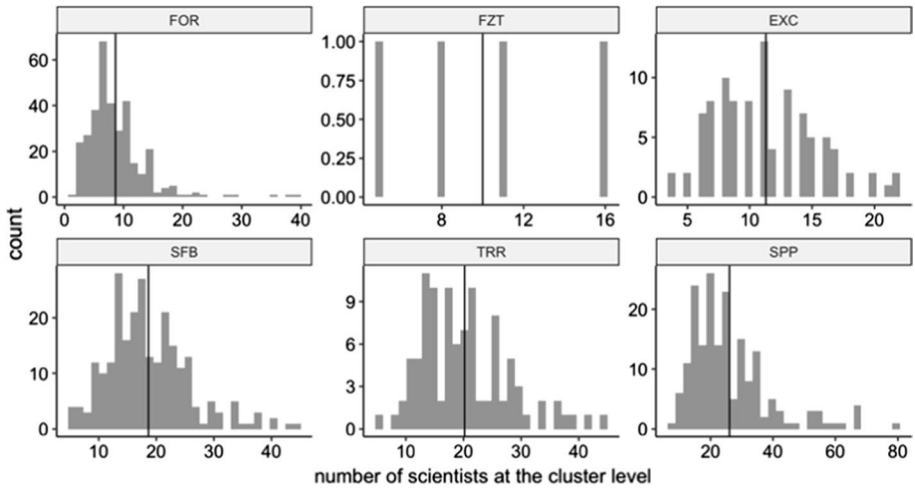 FOR FZT EXC
60 1.00 10
40 0.75
20 0.50 5
0 0.25 0
0.00
0 10 20 30 40 8 12 16 5 10 15 20
count
SFB TRR SPP
20 9 20
10 6 10
0 3 0
0
10 20 30 40 10 20 30 40 20 40 60 80
number of scientists at the cluster level